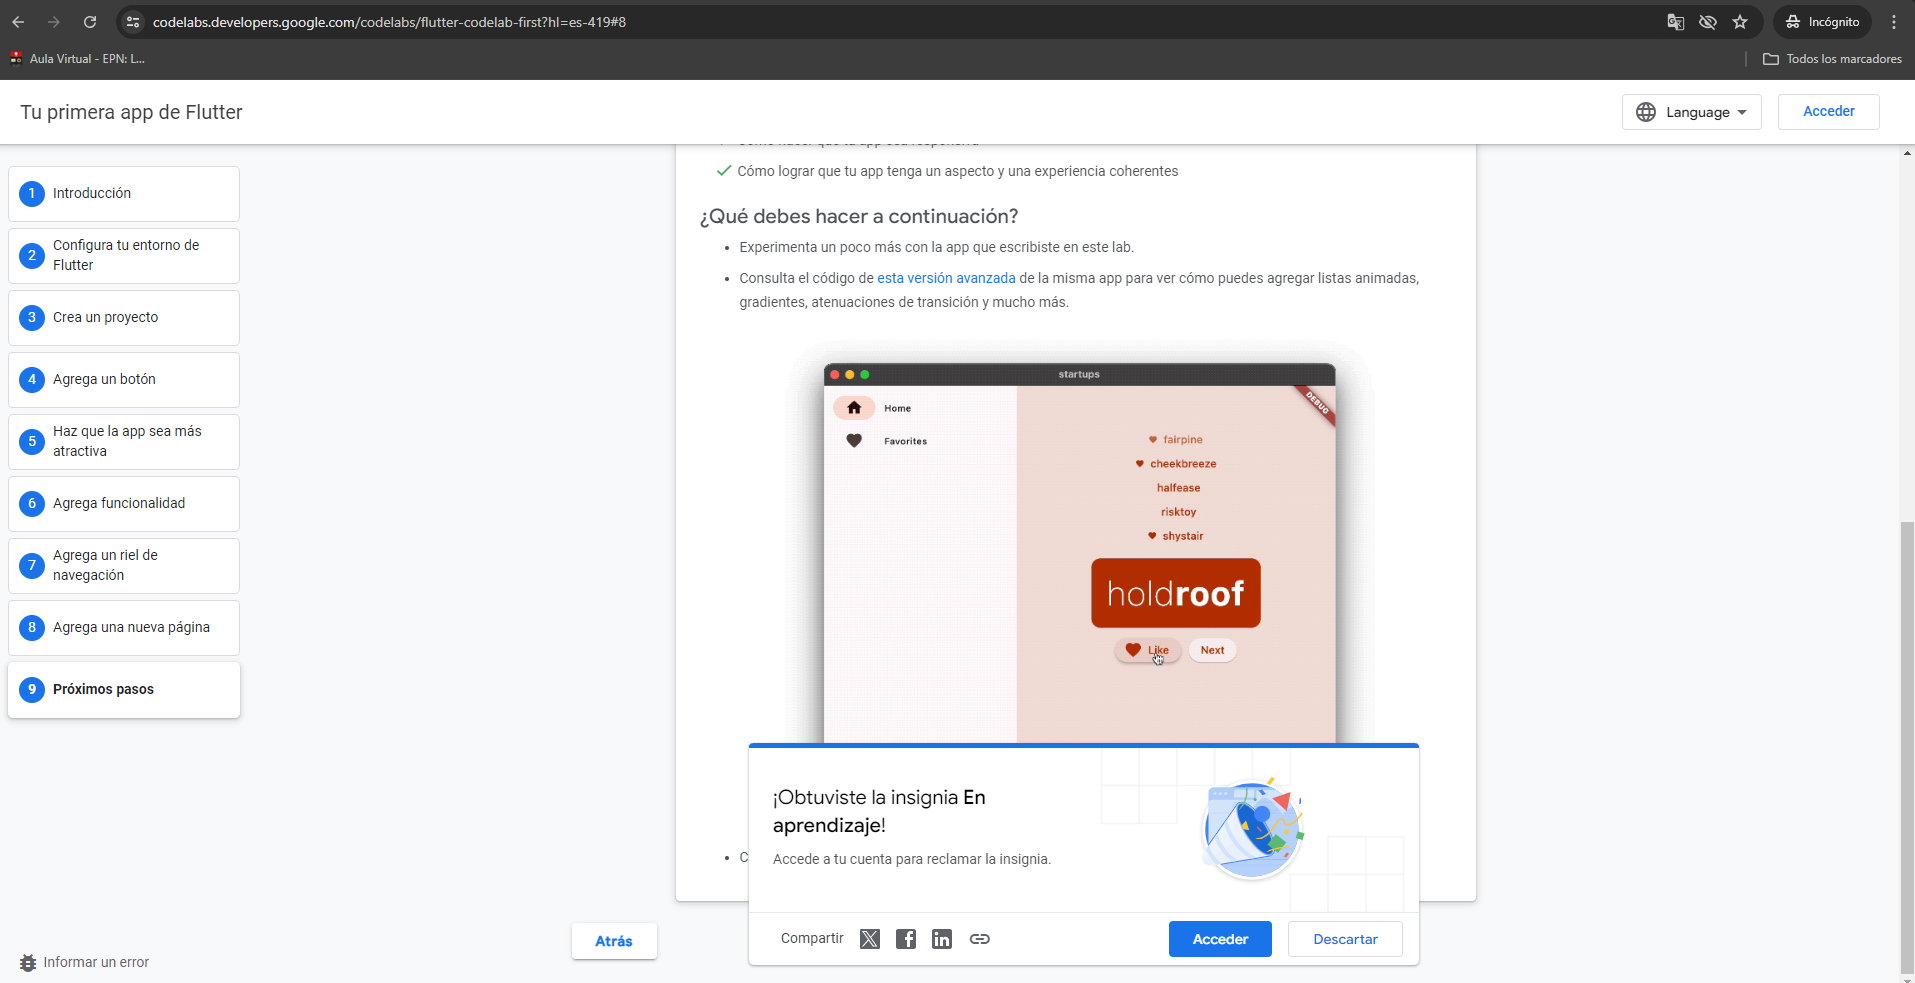 codelabs.developers.google.com/codelabs/flutter-codelab-first?hl=es-419#8
Incógnito
Aula Virtual - EPN: L...
Todos los marcadores
Tu primera app de Flutter
Language
Acceder
1 Introducción
2 Configura tu entorno de
Flutter
3 Crea un proyecto
4 Agrega un botón
5 Haz que la app sea más
atractiva
6 Agrega funcionalidad
7 Agrega un riel de
navegación
8 Agrega una nueva página
9 Próximos pasos
Informar un error
Cómo lograr que tu app tenga un aspecto y una experiencia coherentes
¿Qué debes hacer a continuación?
• Experimenta un poco más con la app que escribiste en este lab.
• Consulta el código de esta versión avanzada de la misma app para ver cómo puedes agregar listas animadas,
gradientes, atenuaciones de transición y mucho más.
startups
Home
Favorites
DEBUG
fairpine
cheekbreeze
halfease
risktoy
shystair
holdroof
Like
Next
• C
¡Obtuviste la insignia En
aprendizaje!
Accede a tu cuenta para reclamar la insignia.
Compartir
Acceder
Descartar
Atrás